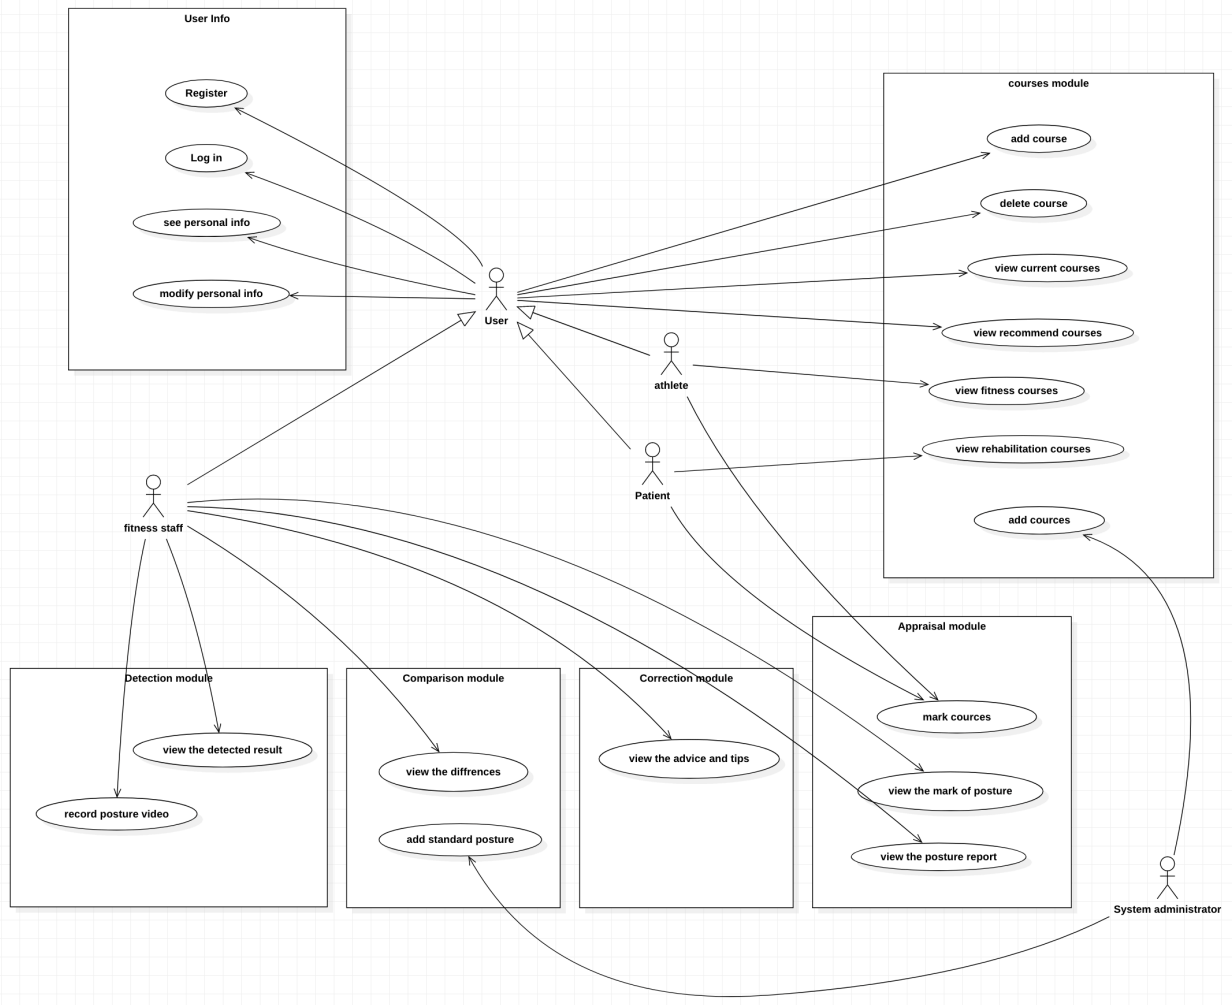 User Info
Register
Log in
see personal info
modify personal info
User
courses module
add course
delete course
view current courses
view recommend courses
view fitness courses
view rehabilitation courses
add cources
athlete
Patient
fitness staff
Detection module
view the detected result
record posture video
Comparison module
view the diffrences
add standard posture
Correction module
view the advice and tips
Appraisal module
mark cources
view the mark of posture
view the posture report
System administrator